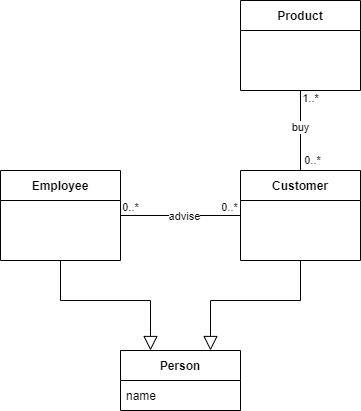 Product
1..*
buy
0..*
Employee
Customer
0..*
advise
0..*
Person
name